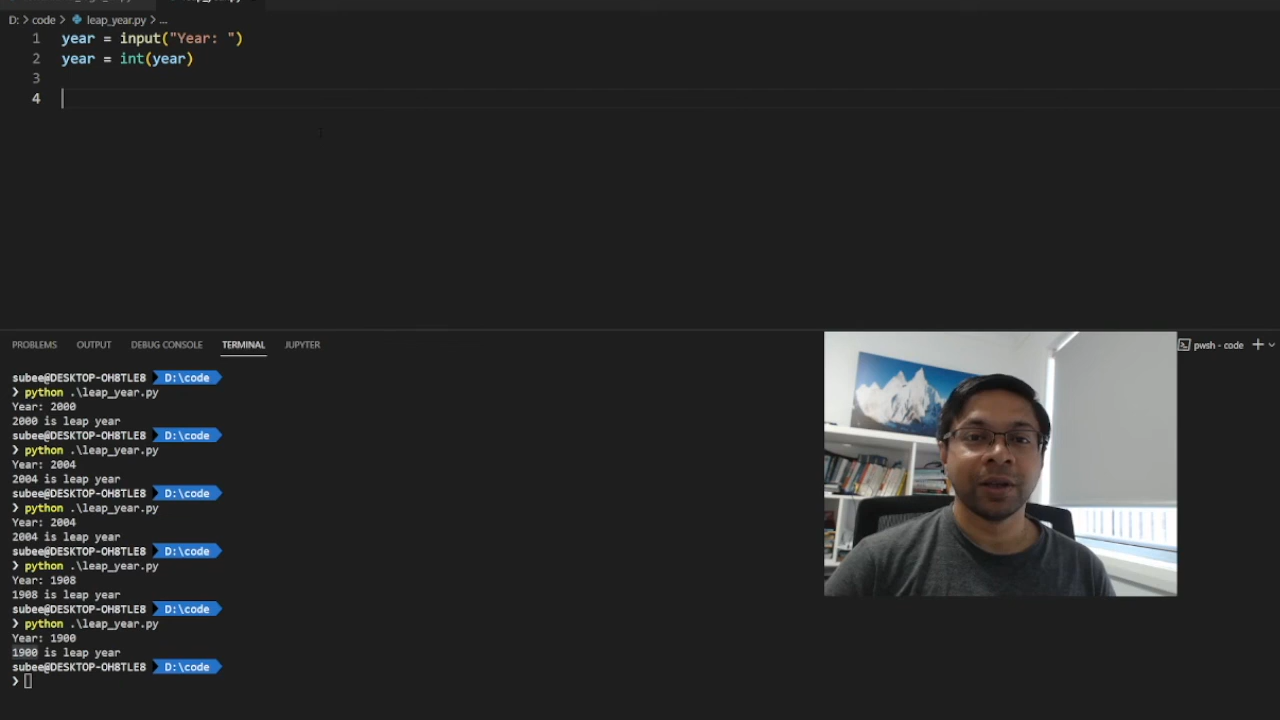 D: > code > leap_year.py > ...
1 year = input("Year: ")
2 year = int(year)
3
4
PROBLEMS OUTPUT DEBUG CONSOLE TERMINAL JUPYTER
pwsh - code
subee@DESKTOP-OH8TLE8 D:\code
❯ python .\leap_year.py
Year: 2000
2000 is leap year
subee@DESKTOP-OH8TLE8 D:\code
❯ python .\leap_year.py
Year: 2004
2004 is leap year
subee@DESKTOP-OH8TLE8 D:\code
❯ python .\leap_year.py
Year: 2004
2004 is leap year
subee@DESKTOP-OH8TLE8 D:\code
❯ python .\leap_year.py
Year: 1908
1908 is leap year
subee@DESKTOP-OH8TLE8 D:\code
❯ python .\leap_year.py
Year: 1900
1900 is leap year
subee@DESKTOP-OH8TLE8 D:\code
❯